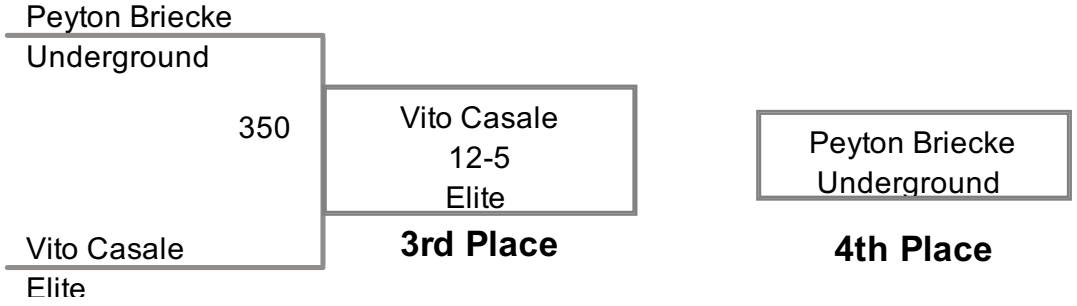 Peyton Briecke
Underground
350
Vito Casale
12-5
Elite
3rd Place
Vito Casale
Elite
Peyton Briecke
Underground
4th Place